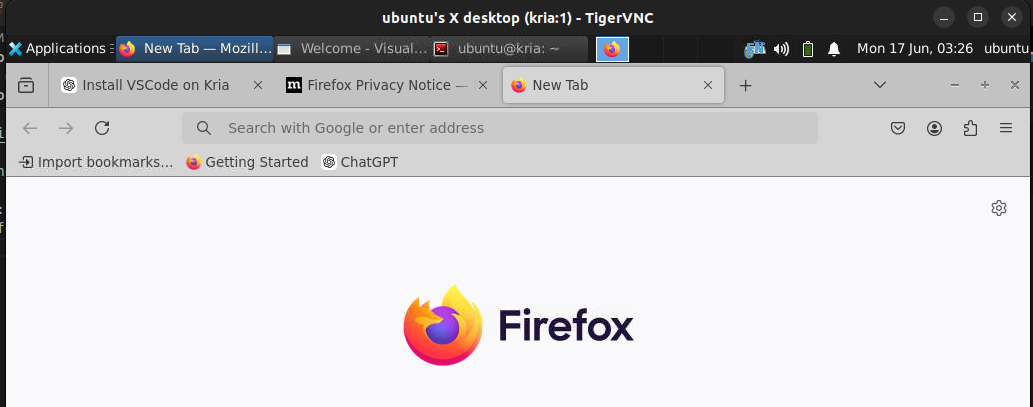 ubuntu's X desktop (kria:1) - TigerVNC
Applications New Tab — Mozill... Welcome - Visual... ubuntu@kria: ~ Mon 17 Jun, 03:26 ubuntu
Install VSCode on Kria Firefox Privacy Notice — New Tab
Search with Google or enter address
Import bookmarks... Getting Started ChatGPT
Firefox